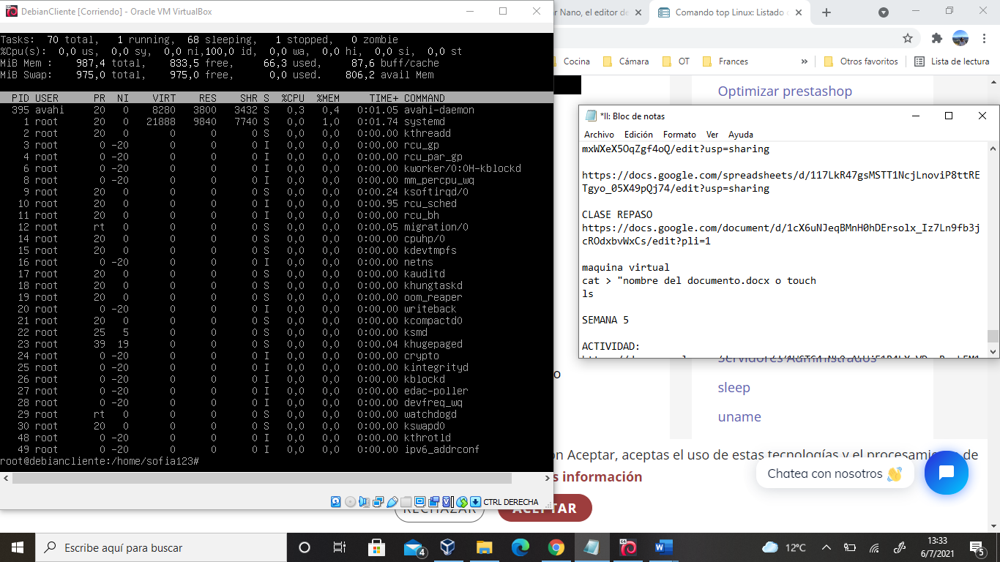 DebianCliente [Corriendo] - Oracle VM VirtualBox
Tasks: 70 total, 1 running, 68 sleeping, 1 stopped, 0 zombie
%Cpu(s): 0,0 us, 0,0 sy, 0,0 ni,100,0 id, 0,0 wa, 0,0 hi, 0,0 si, 0,0 st
MiB Mem : 987,4 total, 833,5 free, 66,3 used, 87,6 buff/cache
MiB Swap: 975,0 total, 975,0 free, 0,0 used. 806,2 avail Mem
PID USER PR NI VIRT RES SHR S %CPU %MEM TIME+ COMMAND
395 avahi 20 0 8280 3800 3432 S 0,3 0,4 0:01.05 avahi-daemon
1 root 20 0 21888 9840 7740 S 0,0 1,0 0:01.74 systemd
2 root 20 0 0 0 0 S 0,0 0,0 0:00.00 kthreadd
3 root 0 -20 0 0 0 I 0,0 0,0 0:00.00 rcu_gp
4 root 0 -20 0 0 0 I 0,0 0,0 0:00.00 rcu_par_gp
6 root 0 -20 0 0 0 I 0,0 0,0 0:00.00 kworker/0:0H-kblockd
8 root 0 -20 0 0 0 I 0,0 0,0 0:00.00 mm_percpu_wq
9 root 20 0 0 0 0 S 0,0 0,0 0:00.24 ksoftirqd/0
10 root 20 0 0 0 0 I 0,0 0,0 0:00.95 rcu_sched
11 root 20 0 0 0 0 I 0,0 0,0 0:00.00 rcu_bh
12 root rt 0 0 0 0 S 0,0 0,0 0:00.05 migration/0
14 root 20 0 0 0 0 S 0,0 0,0 0:00.00 cpuhp/0
15 root 20 0 0 0 0 S 0,0 0,0 0:00.00 kdevtmpfs
16 root 0 -20 0 0 0 I 0,0 0,0 0:00.00 netns
17 root 20 0 0 0 0 S 0,0 0,0 0:00.00 kauditd
18 root 20 0 0 0 0 S 0,0 0,0 0:00.00 khungtaskd
19 root 20 0 0 0 0 S 0,0 0,0 0:00.00 oom_reaper
20 root 0 -20 0 0 0 I 0,0 0,0 0:00.00 writeback
21 root 20 0 0 0 0 S 0,0 0,0 0:00.00 kcompactd0
22 root 25 5 0 0 0 S 0,0 0,0 0:00.00 ksmd
23 root 39 19 0 0 0 S 0,0 0,0 0:00.04 khugepaged
24 root 0 -20 0 0 0 I 0,0 0,0 0:00.00 crypto
25 root 0 -20 0 0 0 I 0,0 0,0 0:00.00 kintegrityd
26 root 0 -20 0 0 0 I 0,0 0,0 0:00.00 kblockd
27 root 0 -20 0 0 0 I 0,0 0,0 0:00.00 edac-poller
28 root 0 -20 0 0 0 I 0,0 0,0 0:00.00 devfreq_wq
29 root rt 0 0 0 0 S 0,0 0,0 0:00.00 watchdogd
30 root 20 0 0 0 0 S 0,0 0,0 0:00.00 kswapd0
48 root 0 -20 0 0 0 I 0,0 0,0 0:00.00 kthrotld
49 root 0 -20 0 0 0 I 0,0 0,0 0:00.00 ipv6_addrconf
root@debiancliente:/home/sofia123#
CTRL DERECHA
r Nano, el editor de
Comando top Linux: Listado
Cocina Cámara OT Frances » Otros favoritos Lista de lectura
Optimizar prestashop
*II: Bloc de notas
Archivo Edición Formato Ver Ayuda
mxWXeX5OqZgf4oQ/edit?usp=sharing
https://docs.google.com/spreadsheets/d/117LkR47gsMSTT1NcjLnoviP8ttRE
Tgyo_05X49pQj74/edit?usp=sharing
CLASE REPASO
https://docs.google.com/document/d/1cX6uNJeqBMnH0hDErsolx_Iz7Ln9fb3j
cROdxbvWxCs/edit?pli=1
maquina virtual
cat > "nombre del documento.docx o touch
ls
SEMANA 5
ACTIVIDAD:
Servidores Administrados
o
sleep
uname
ón Aceptar, aceptas el uso de estas tecnologías y el procesamiento de
s información
Chatea con nosotros 👋
RECHAZAR
ACEPTAR
Escribe aquí para buscar
4
64
12°C
13:33
6/7/2021
5